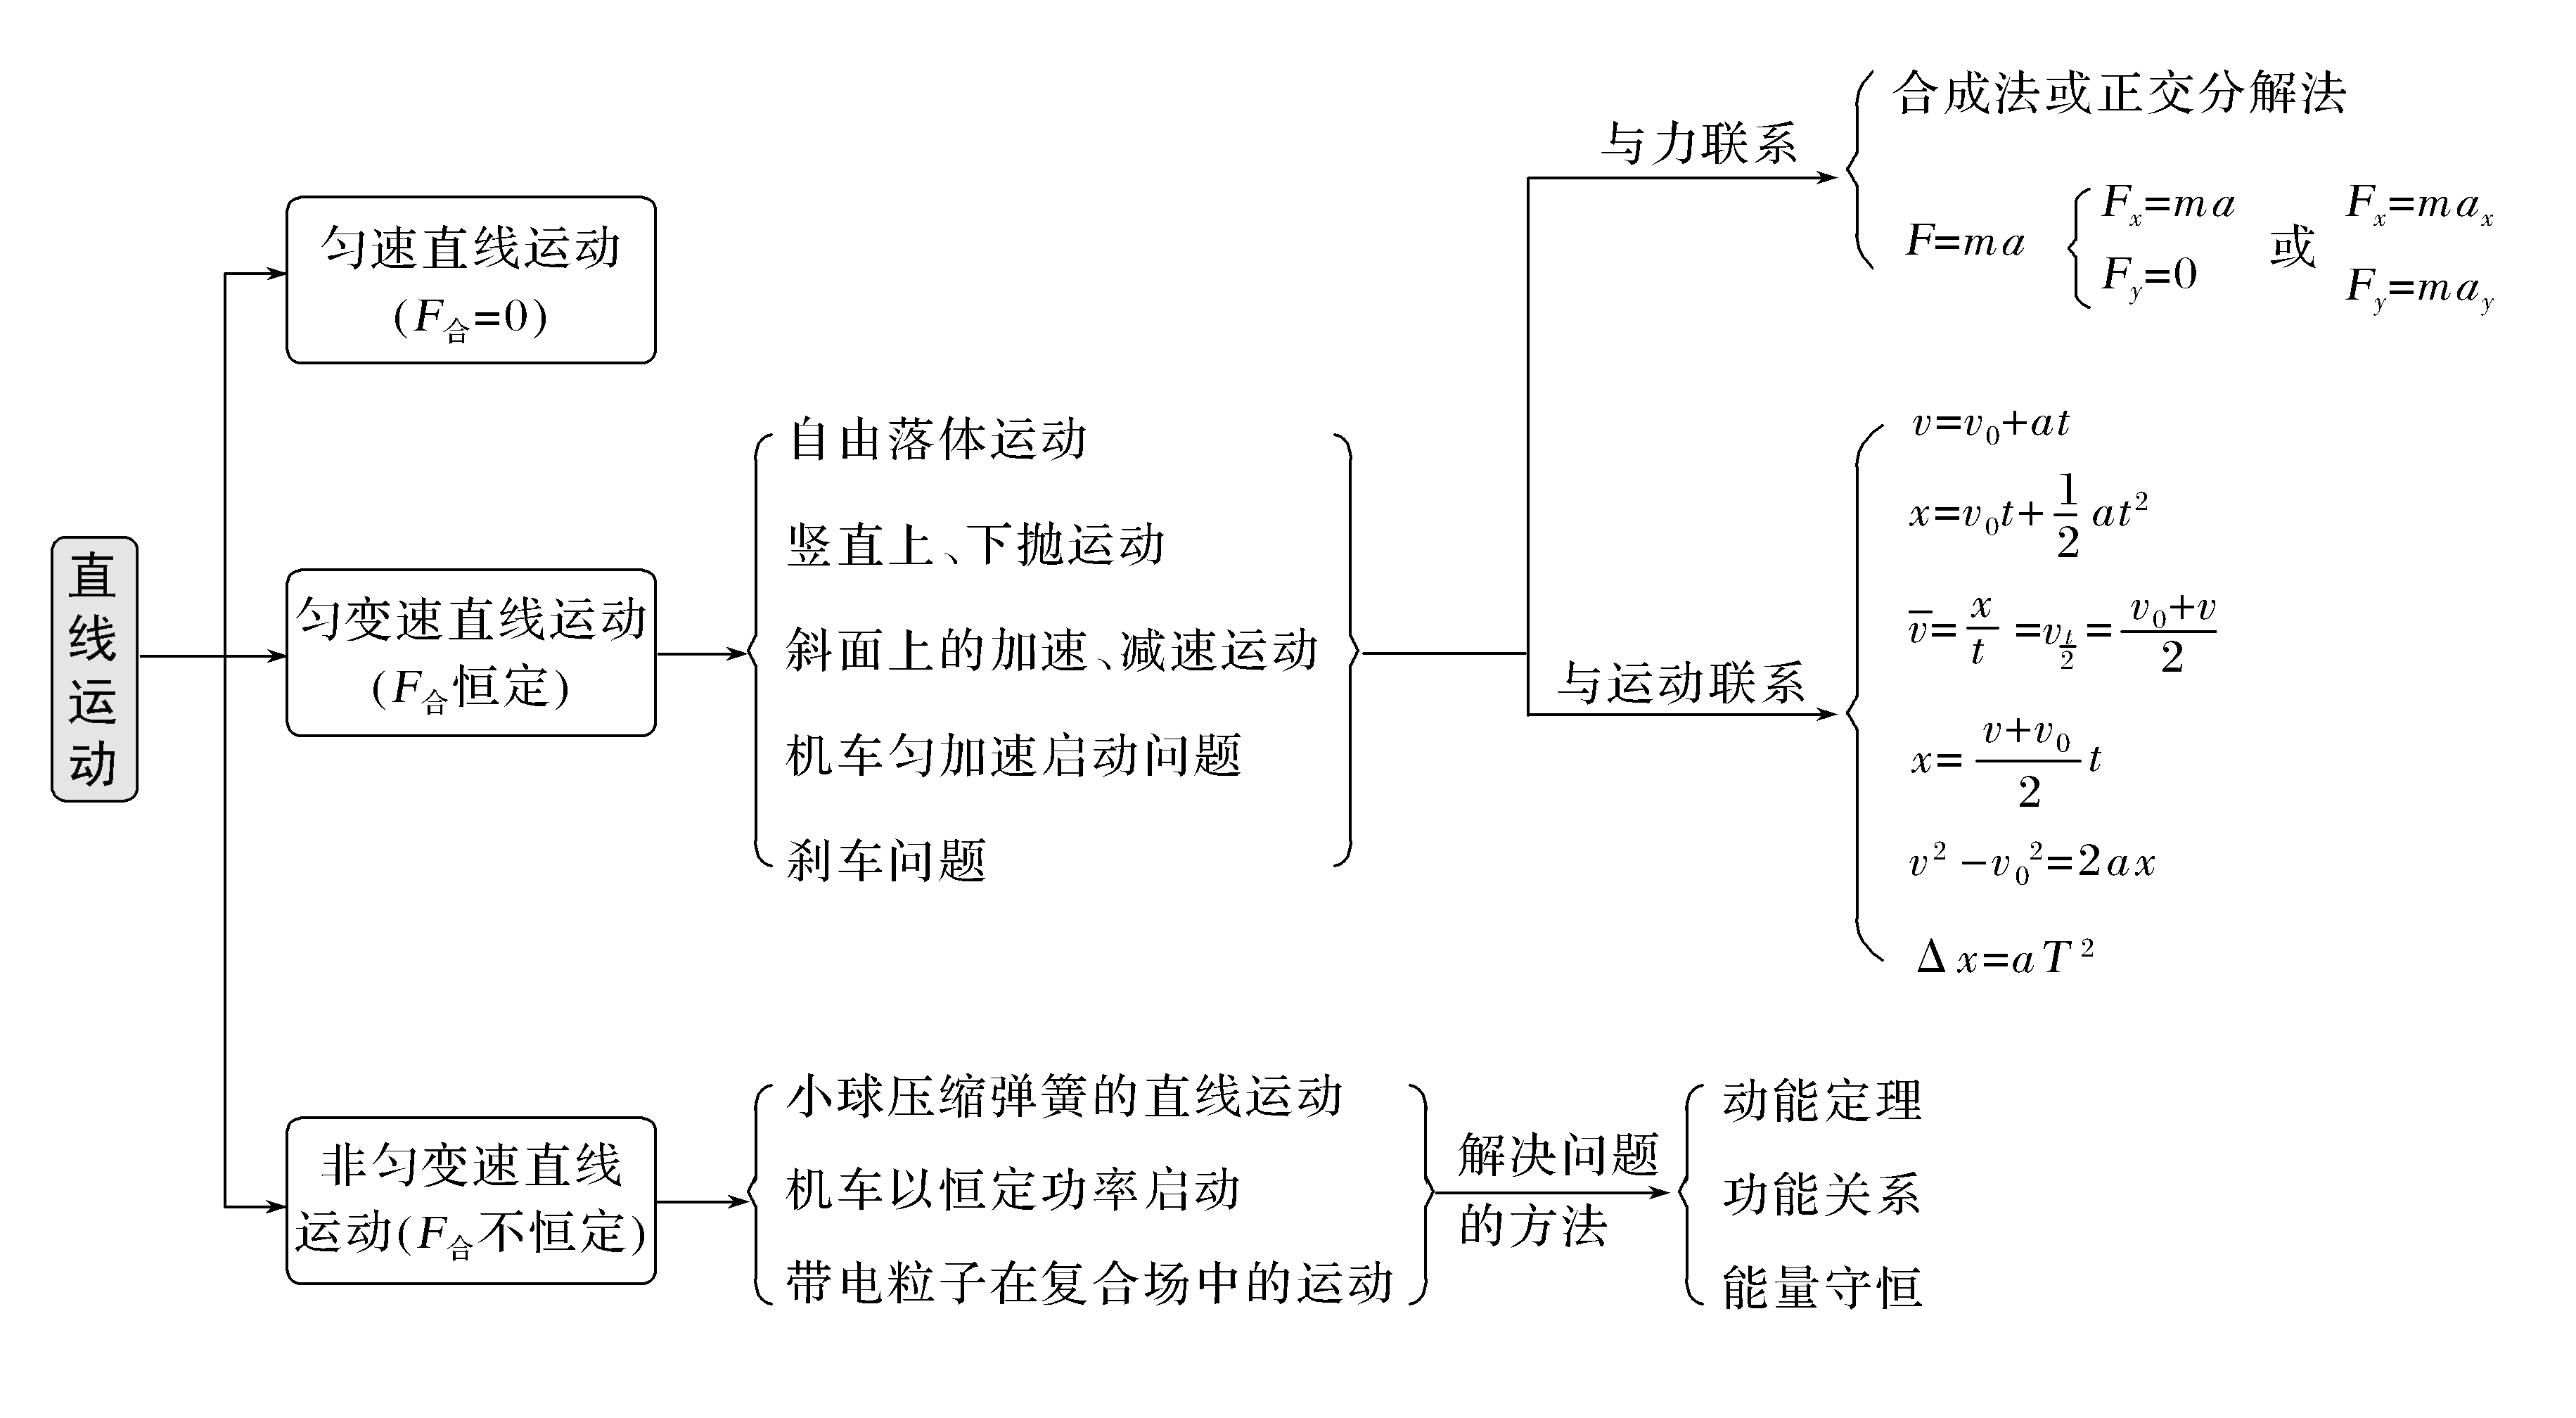 直线运动
匀速直线运动
(F合=0)
匀变速直线运动
(F合恒定)
自由落体运动
竖直上、下抛运动
斜面上的加速、减速运动
机车匀加速启动问题
刹车问题
与力联系
合成法或正交分解法
F=ma { Fx=ma Fy=0 或 Fx=max Fy=may
与运动联系
v=v₀+at
x=v₀t+1/2 at²
v̄=x/t=v_{t/2}=(v₀+v)/2
x=(v+v₀)/2 t
v²-v₀²=2ax
Δx=aT²
非匀变速直线
运动(F合不恒定)
小球压缩弹簧的直线运动
机车以恒定功率启动
带电粒子在复合场中的运动
解决问题
的方法
动能定理
功能关系
能量守恒